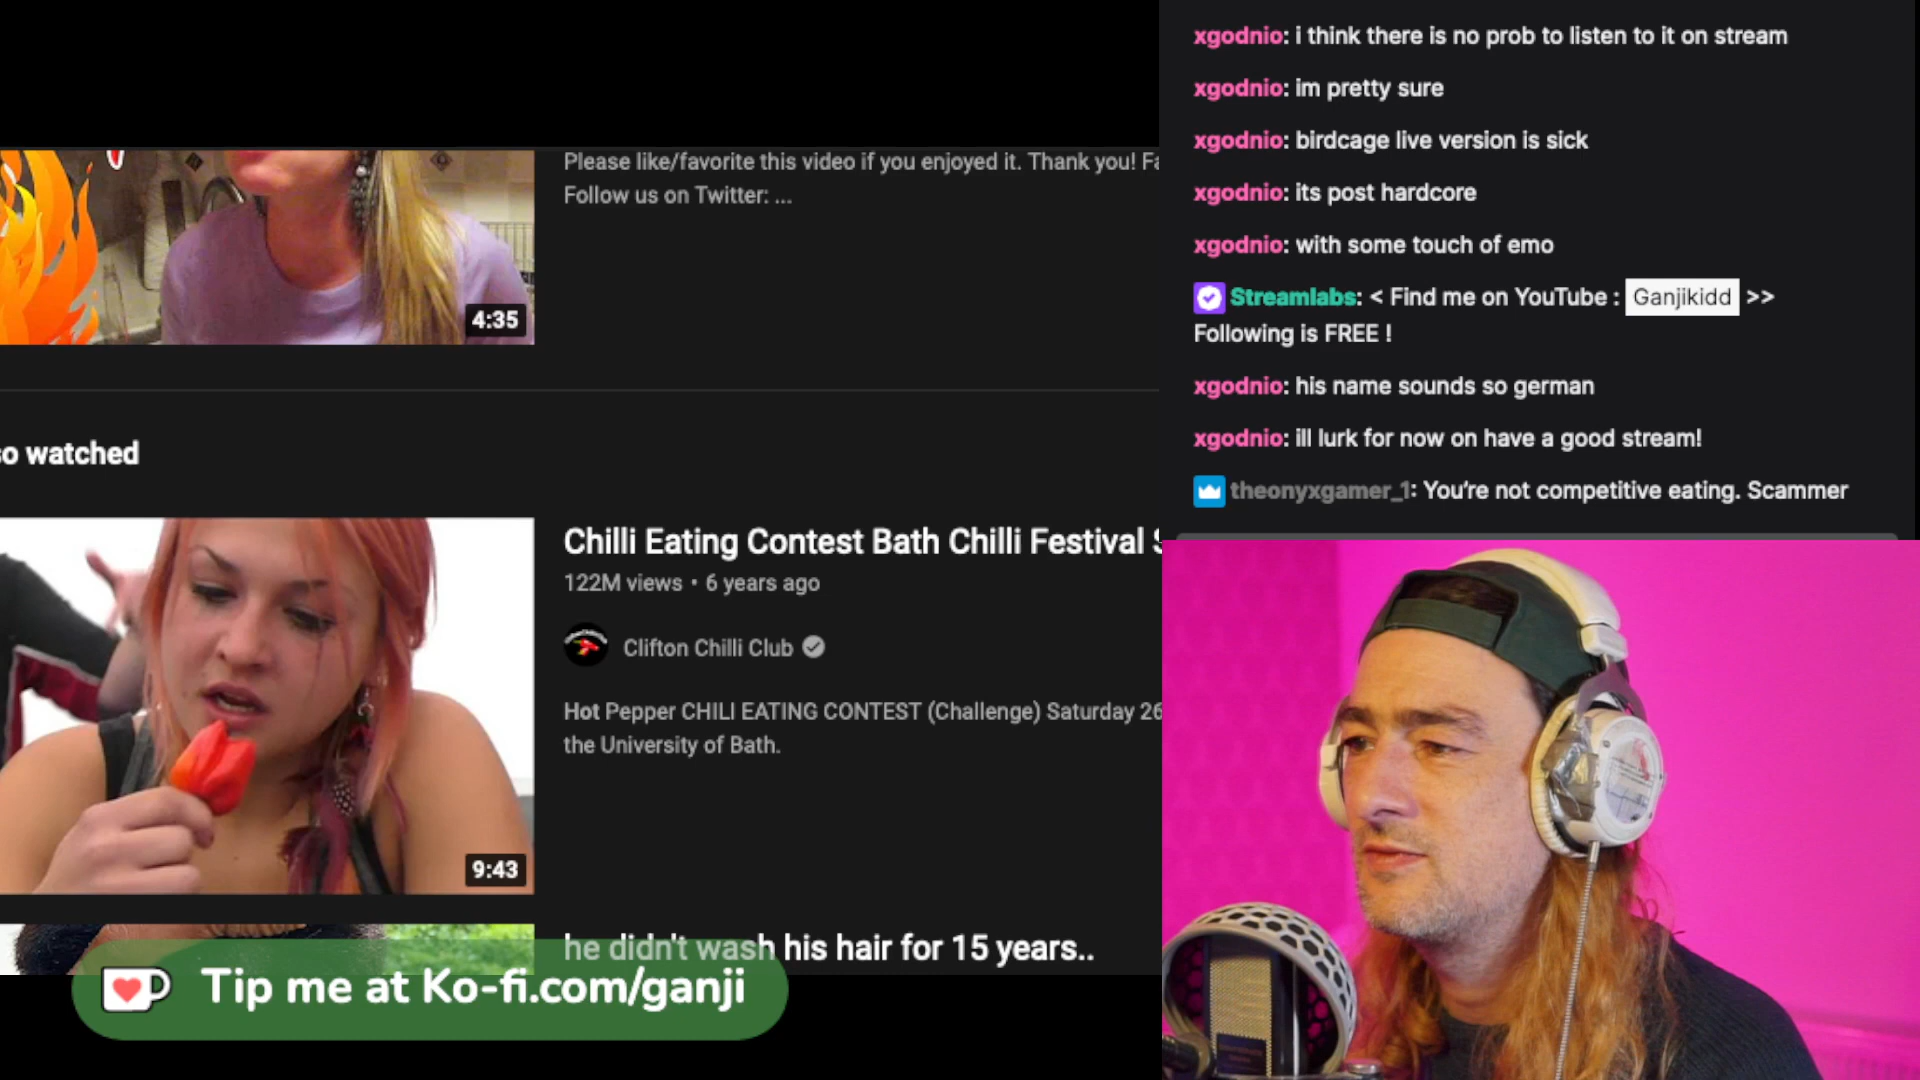 Please like/favorite this video if you enjoyed it. Thank you! Fa
Follow us on Twitter: ...
4:35
so watched
Chilli Eating Contest Bath Chilli Festival S
122M views • 6 years ago
Clifton Chilli Club
Hot Pepper CHILI EATING CONTEST (Challenge) Saturday 26
the University of Bath.
9:43
he didn't wash his hair for 15 years..
Tip me at Ko-fi.com/ganji
xgodnio: i think there is no prob to listen to it on stream
xgodnio: im pretty sure
xgodnio: birdcage live version is sick
xgodnio: its post hardcore
xgodnio: with some touch of emo
Streamlabs: < Find me on YouTube : Ganjikidd >>
Following is FREE !
xgodnio: his name sounds so german
xgodnio: ill lurk for now on have a good stream!
theonyxgamer_1: You're not competitive eating. Scammer